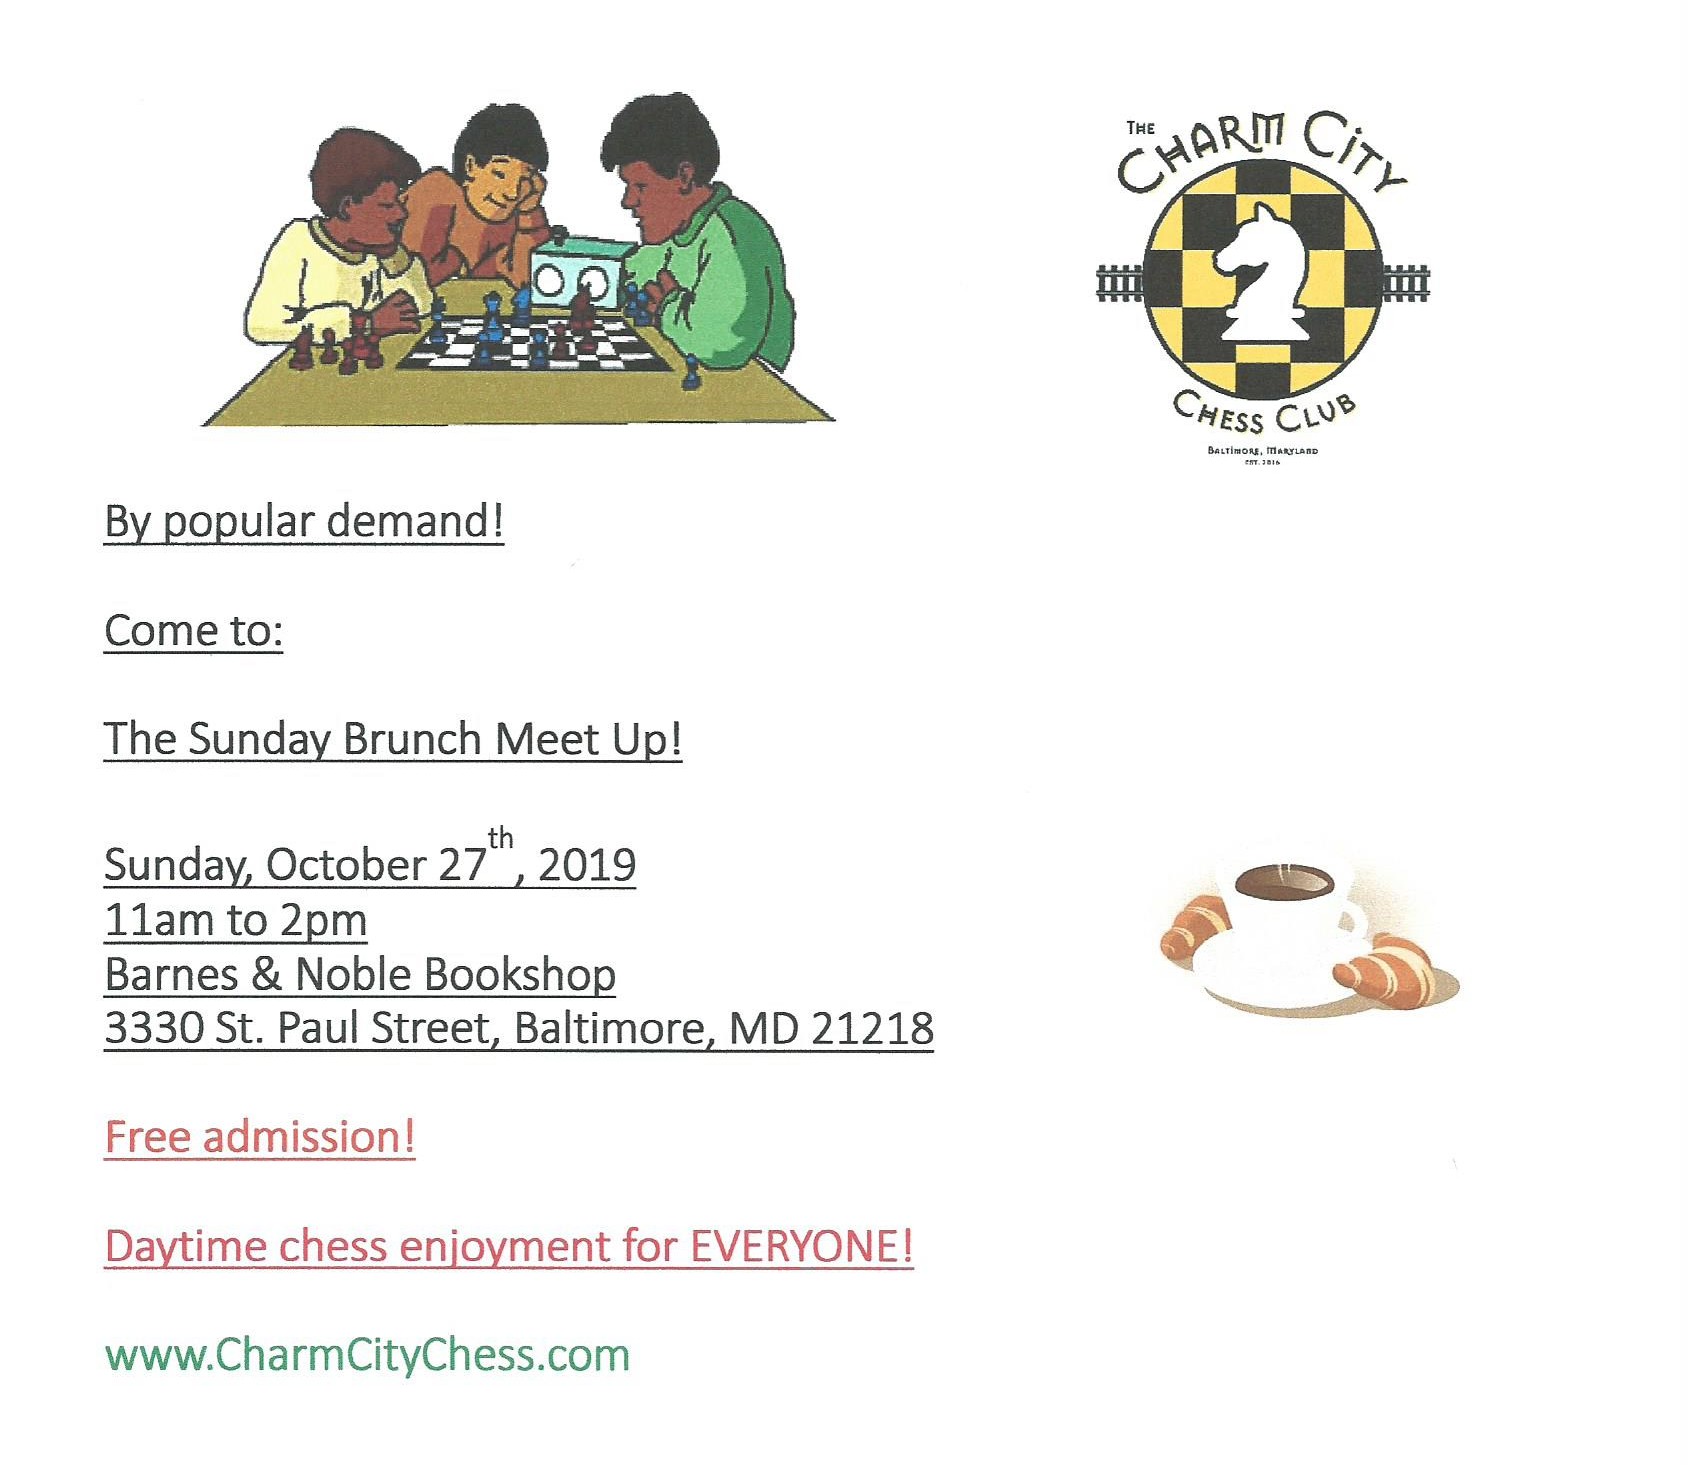 THE
CHARM CITY
CHESS CLUB
BALTIMORE, MARYLAND
EST. 2016
By popular demand!
Come to:
The Sunday Brunch Meet Up!
Sunday, October 27th, 2019
11am to 2pm
Barnes & Noble Bookshop
3330 St. Paul Street, Baltimore, MD 21218
Free admission!
Daytime chess enjoyment for EVERYONE!
www.CharmCityChess.com